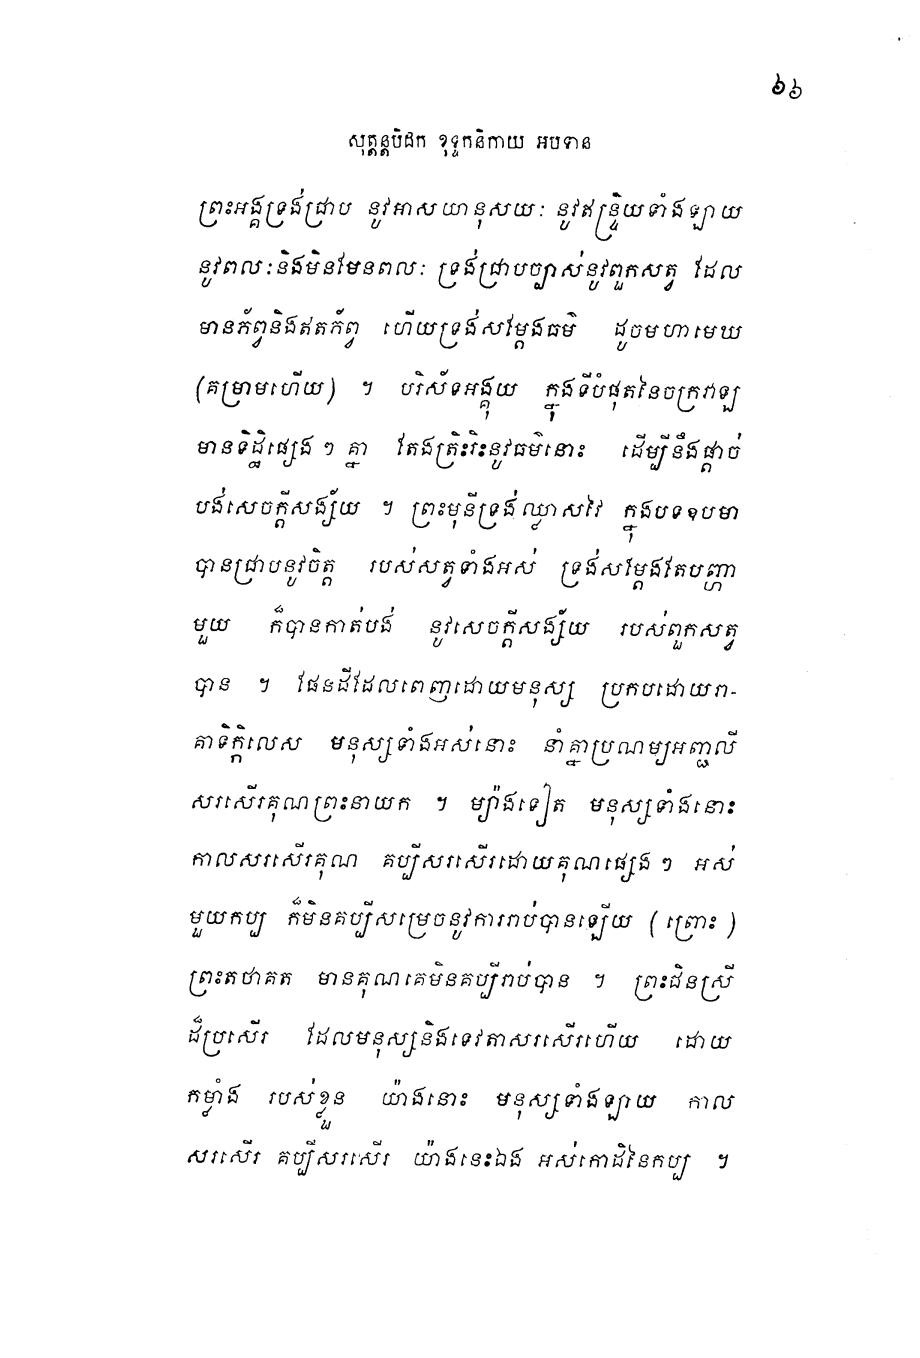 ៦៦
សុត្តន្តបិដក ខុទ្ទកនិកាយ អបទាន
ព្រះអង្គទ្រង់ជ្រាប នូវអាសយានុសយៈ នូវឥន្ទ្រិយទាំងឡាយ
នូវពលៈនិងមិនមែនពលៈ ទ្រង់ជ្រាបច្បាស់នូវពួកសត្វ ដែល
មានភ័ព្វនិងឥតភ័ព្វ ហើយទ្រង់សម្តែងធម៌ ដូចមហាមេឃ
(គម្រាមហើយ) ។ បរិស័ទអង្គុយ ក្នុងទីបំផុតនៃចក្រវាឡ
មានទិដ្ឋិផ្សេង ៗ គ្នា តែងត្រិះរិះនូវធម៌នោះ ដើម្បីនឹងផ្តាច់
បង់សេចក្តីសង្ស័យ ។ ព្រះមុនីទ្រង់ឈ្លាសវៃ ក្នុងបទឧបមា
បានជ្រាបនូវចិត្ត របស់សត្វទាំងអស់ ទ្រង់សម្តែងតែបញ្ហា
មួយ ក៏បានកាត់បង់ នូវសេចក្តីសង្ស័យ របស់ពួកសត្វ
បាន ។ ផែនដីដែលពេញដោយមនុស្ស ប្រកបដោយរា-
គាទិក្កិលេស មនុស្សទាំងអស់នោះ នាំគ្នាប្រណម្យអញ្ជលី
សរសើរគុណព្រះនាយក ។ ម្យ៉ាងទៀត មនុស្សទាំងនោះ
កាលសរសើរគុណ គប្បីសរសើរដោយគុណផ្សេង ៗ អស់
មួយកប្ប ក៏មិនគប្បីសម្រេចនូវការរាប់បានឡើយ (ព្រោះ)
ព្រះតថាគត មានគុណគេមិនគប្បីរាប់បាន ។ ព្រះជិនស្រី
ដ៏ប្រសើរ ដែលមនុស្សនិងទេវតាសរសើរហើយ ដោយ
កម្លាំង របស់ខ្លួន យ៉ាងនោះ មនុស្សទាំងឡាយ កាល
សរសើរ គប្បីសរសើរ យ៉ាងនេះឯង អស់កោដិនៃកប្ប ។